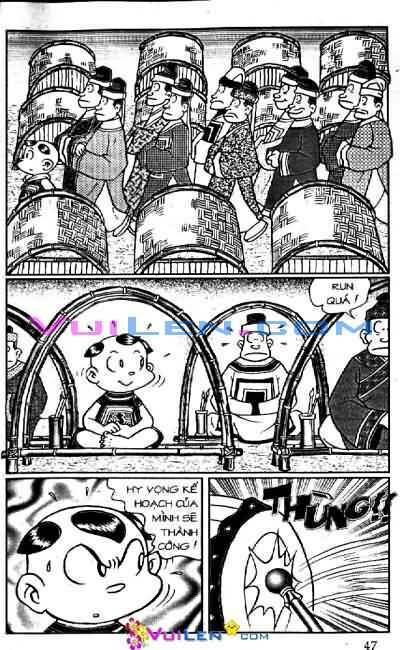 RUN
QUÁ !
VUILEN.COM
HY VỌNG KẾ
HOẠCH CỦA
MÌNH SẼ
THÀNH
CÔNG !
THÙNG!!
VUILEN
.COM
47